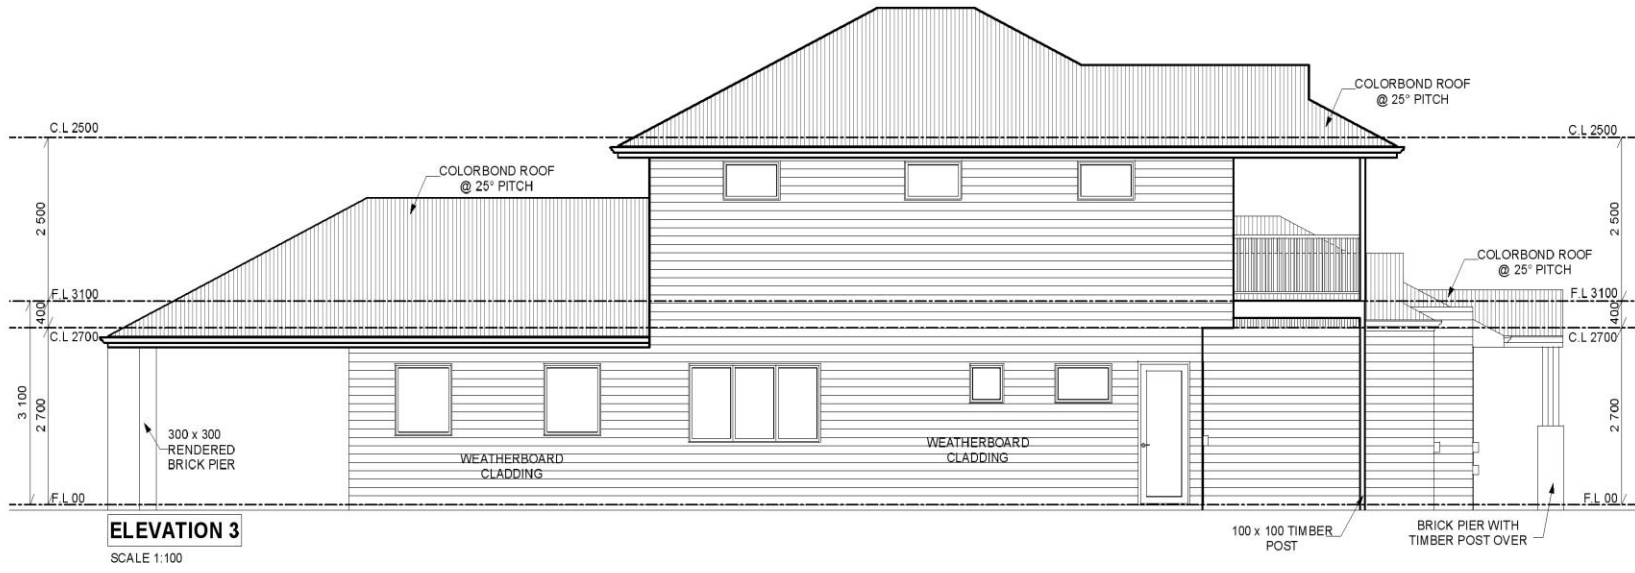 COLORBOND ROOF
@ 25° PITCH
C.L 2500
C.L 2500
COLORBOND ROOF
@ 25° PITCH
2 500
2 500
COLORBOND ROOF
@ 25° PITCH
F.L 3100
F.L 3100
400
400
C.L 2700
C.L 2700
3 100
2 700
2 700
300 x 300
RENDERED
BRICK PIER
WEATHERBOARD
CLADDING
WEATHERBOARD
CLADDING
F.L 00
F.L 00
ELEVATION 3
SCALE 1:100
100 x 100 TIMBER
POST
BRICK PIER WITH
TIMBER POST OVER